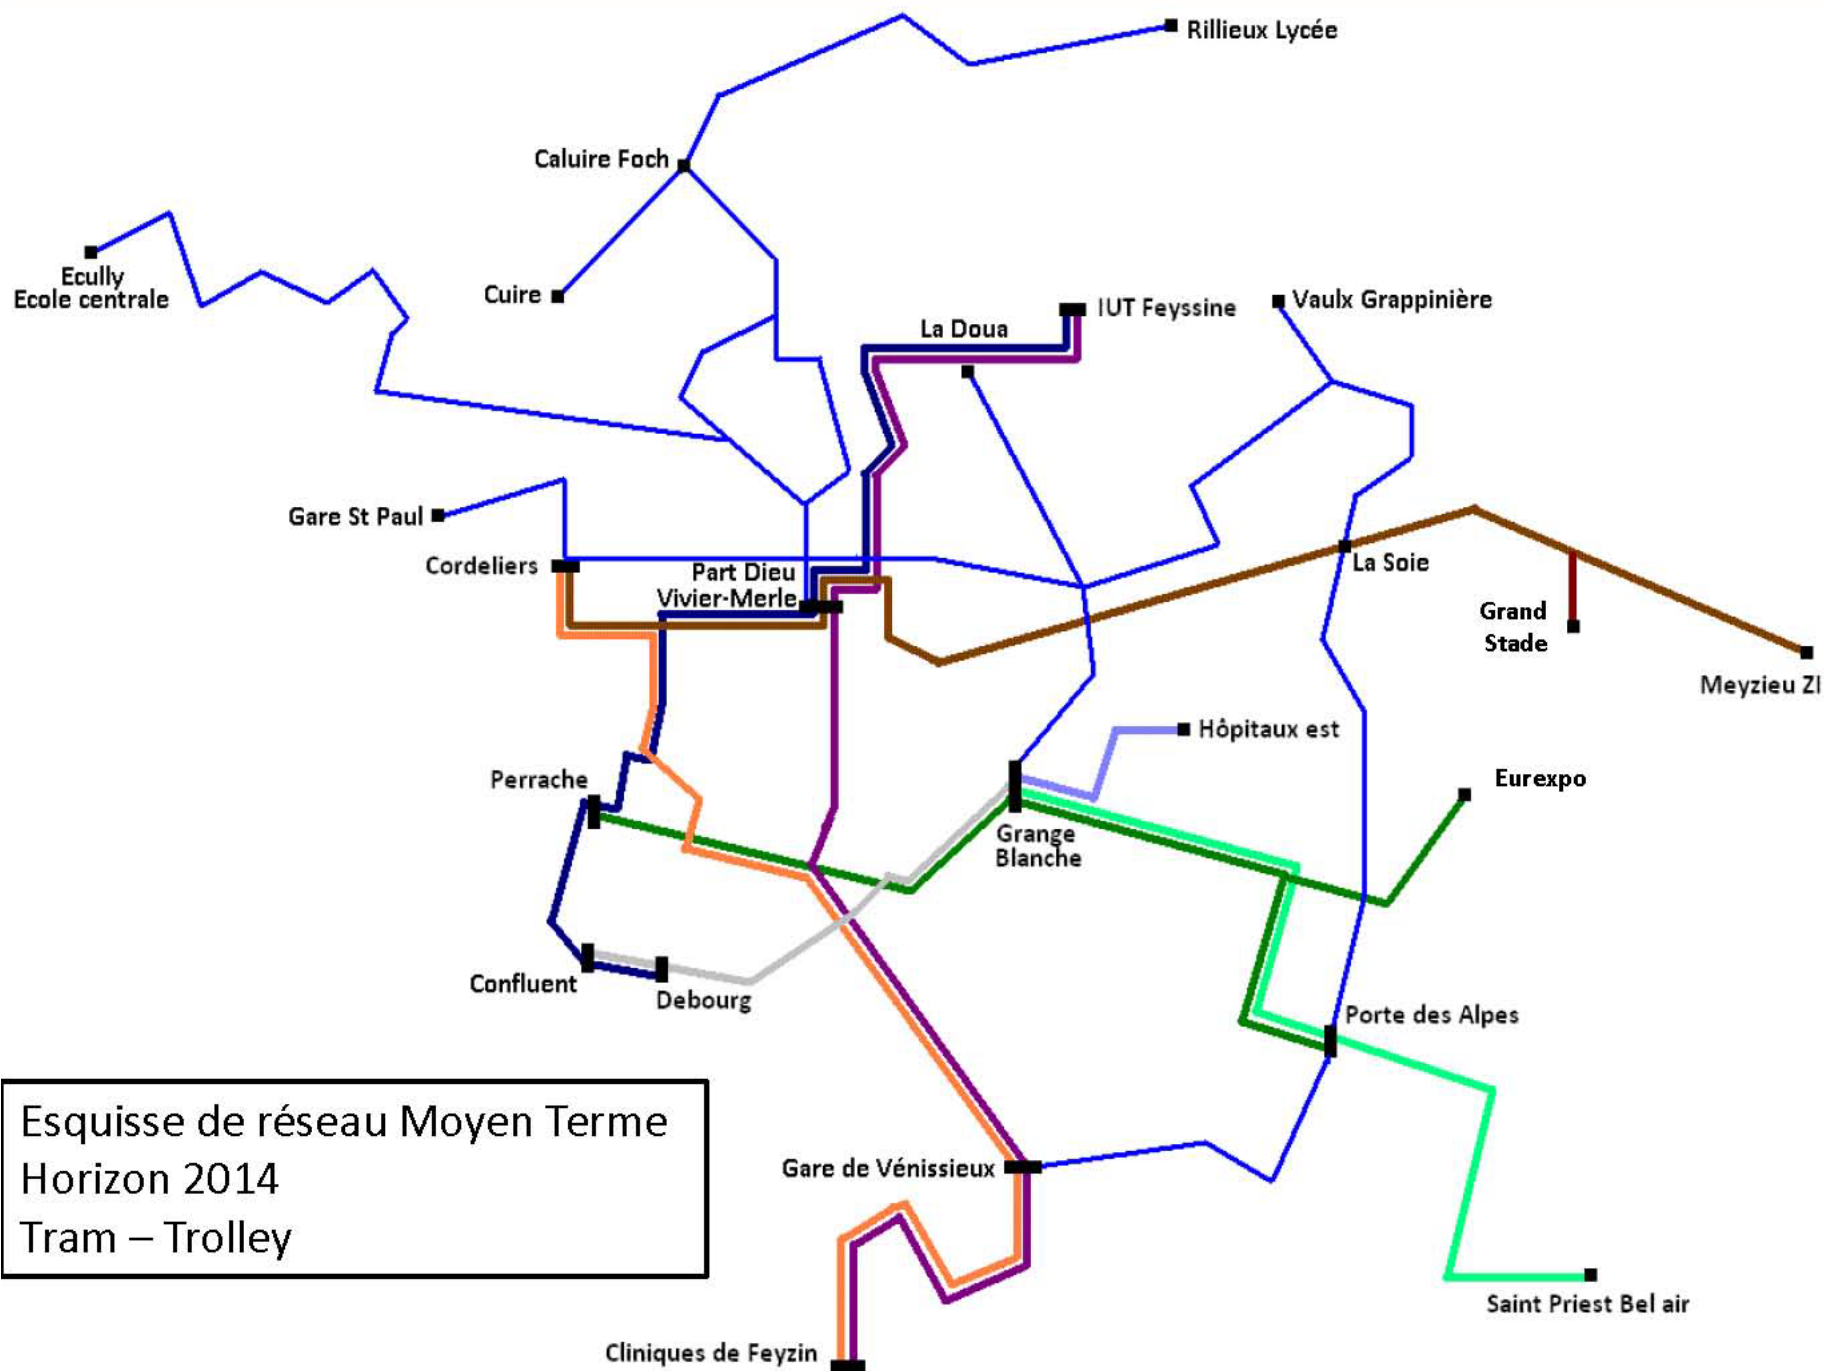 Rillieux Lycée
Caluire Foch
Ecully
Ecole centrale
Cuire
IUT Feyssine
Vaulx Grappinière
La Doua
Gare St Paul
Cordeliers
Part Dieu
Vivier-Merle
La Soie
Grand
Stade
Meyzieu ZI
Hôpitaux est
Perrache
Eurexpo
Grange
Blanche
Confluent
Debourg
Porte des Alpes
Esquisse de réseau Moyen Terme
Horizon 2014
Tram – Trolley
Gare de Vénissieux
Saint Priest Bel air
Cliniques de Feyzin